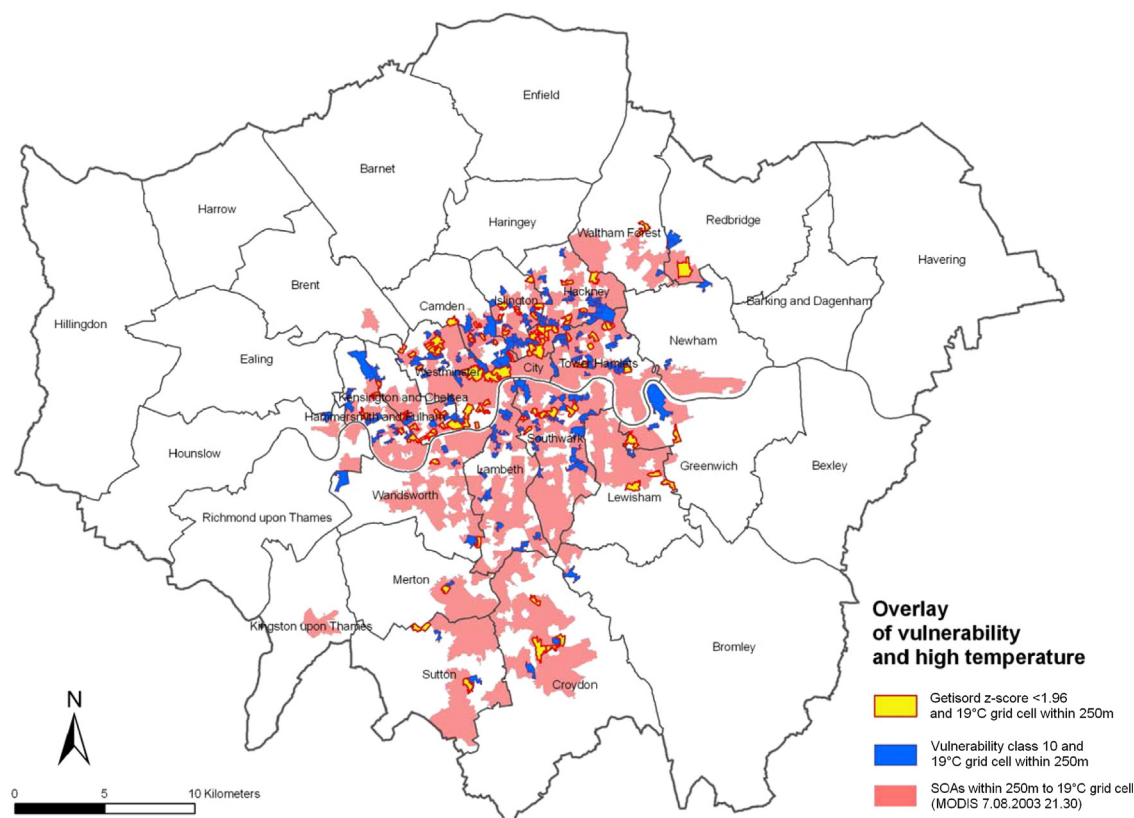 Enfield
Barnet
Harrow
Haringey
Redbridge
Waltham Forest
Havering
Brent
Hackney
Camden
Islington
Barking and Dagenham
Hillingdon
Newham
Ealing
Westminster
City
Tower Hamlets
Kensington and Chelsea
Hammersmith and Fulham
Southwark
Hounslow
Lambeth
Greenwich
Bexley
Wandsworth
Lewisham
Richmond upon Thames
Merton
Kingston upon Thames
Bromley
Sutton
Croydon
Overlay
of vulnerability
and high temperature
Getisord z-score <1.96
and 19°C grid cell within 250m
Vulnerability class 10 and
19°C grid cell within 250m
SOAs within 250m to 19°C grid cell
(MODIS 7.08.2003 21.30)
N
0 5 10 Kilometers